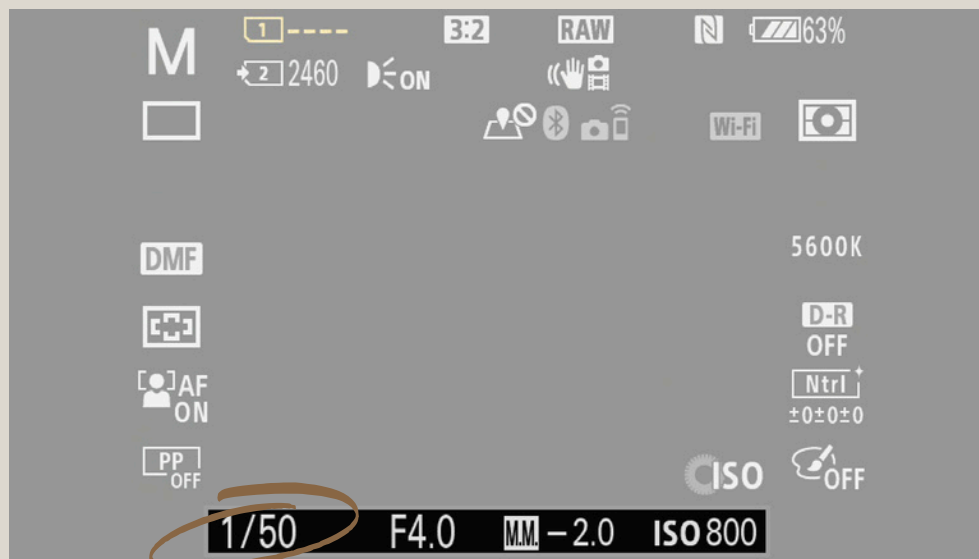 M 1 ---- 3:2 RAW N 63%
2 2460 ON
Wi-Fi
DMF 5600K
D-R
OFF
AF Ntrl
ON ±0±0±0
PP
OFF ISO OFF
1/50 F4.0 M.M. −2.0 ISO 800